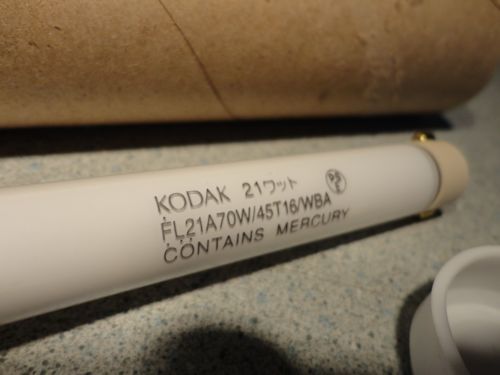 KODAK 21ワット
FL21A70W/45T16/WBA
CONTAINS MERCURY